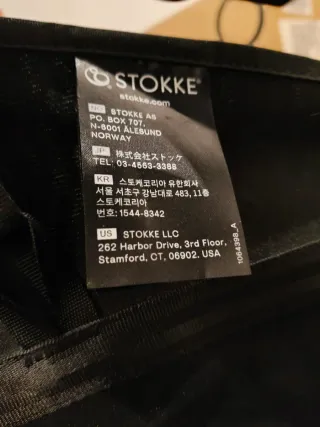 STOKKE®
stokke.com
NO STOKKE AS
PO. BOX 707,
N-6001 ÅLESUND
NORWAY
JP 株式会社ストッケ
TEL: 03-4563-3388
KR 스토케코리아 유한회사
서울 서초구 강남대로 483, 11층
스토케코리아
번호: 1544-8342
US STOKKE LLC
262 Harbor Drive, 3rd Floor,
Stamford, CT. 06902. USA
1064398_A